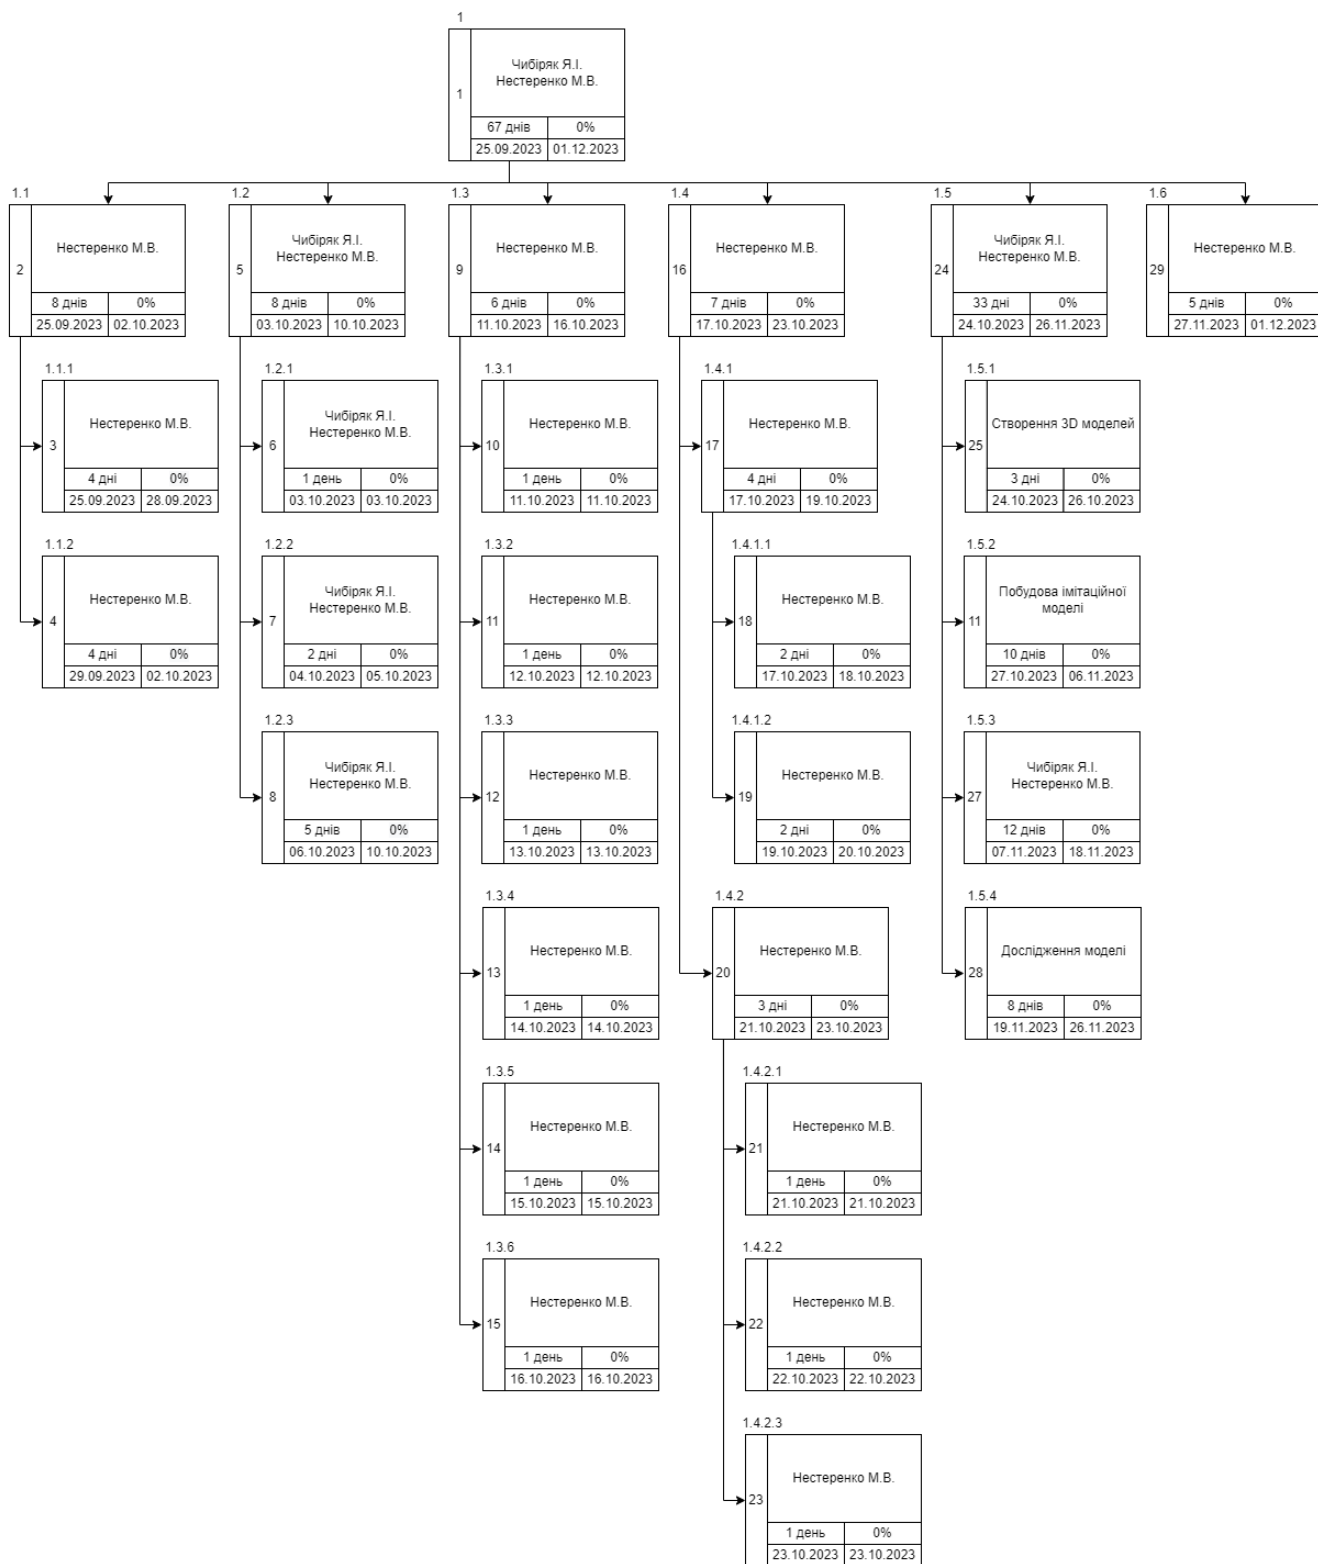 1
1
Чибіряк Я.І.
Нестеренко М.В.
67 днів 0%
25.09.2023 01.12.2023
1.1
2
Нестеренко М.В.
8 днів 0%
25.09.2023 02.10.2023
1.2
5
Чибіряк Я.І.
Нестеренко М.В.
8 днів 0%
03.10.2023 10.10.2023
1.3
9
Нестеренко М.В.
6 днів 0%
11.10.2023 16.10.2023
1.4
16
Нестеренко М.В.
7 днів 0%
17.10.2023 23.10.2023
1.5
24
Чибіряк Я.І.
Нестеренко М.В.
33 дні 0%
24.10.2023 26.11.2023
1.6
29
Нестеренко М.В.
5 днів 0%
27.11.2023 01.12.2023
1.1.1
3
Нестеренко М.В.
4 дні 0%
25.09.2023 28.09.2023
1.1.2
4
Нестеренко М.В.
4 дні 0%
29.09.2023 02.10.2023
1.2.1
6
Чибіряк Я.І.
Нестеренко М.В.
1 день 0%
03.10.2023 03.10.2023
1.2.2
7
Чибіряк Я.І.
Нестеренко М.В.
2 дні 0%
04.10.2023 05.10.2023
1.2.3
8
Чибіряк Я.І.
Нестеренко М.В.
5 днів 0%
06.10.2023 10.10.2023
1.3.1
10
Нестеренко М.В.
1 день 0%
11.10.2023 11.10.2023
1.3.2
11
Нестеренко М.В.
1 день 0%
12.10.2023 12.10.2023
1.3.3
12
Нестеренко М.В.
1 день 0%
13.10.2023 13.10.2023
1.3.4
13
Нестеренко М.В.
1 день 0%
14.10.2023 14.10.2023
1.3.5
14
Нестеренко М.В.
1 день 0%
15.10.2023 15.10.2023
1.3.6
15
Нестеренко М.В.
1 день 0%
16.10.2023 16.10.2023
1.4.1
17
Нестеренко М.В.
4 дні 0%
17.10.2023 19.10.2023
1.4.1.1
18
Нестеренко М.В.
2 дні 0%
17.10.2023 18.10.2023
1.4.1.2
19
Нестеренко М.В.
2 дні 0%
19.10.2023 20.10.2023
1.4.2
20
Нестеренко М.В.
3 дні 0%
21.10.2023 23.10.2023
1.4.2.1
21
Нестеренко М.В.
1 день 0%
21.10.2023 21.10.2023
1.4.2.2
22
Нестеренко М.В.
1 день 0%
22.10.2023 22.10.2023
1.4.2.3
23
Нестеренко М.В.
1 день 0%
23.10.2023 23.10.2023
1.5.1
25
Створення 3D моделей
3 дні 0%
24.10.2023 26.10.2023
1.5.2
11
Побудова імітаційної
моделі
10 днів 0%
27.10.2023 06.11.2023
1.5.3
27
Чибіряк Я.І.
Нестеренко М.В.
12 днів 0%
07.11.2023 18.11.2023
1.5.4
28
Дослідження моделі
8 днів 0%
19.11.2023 26.11.2023